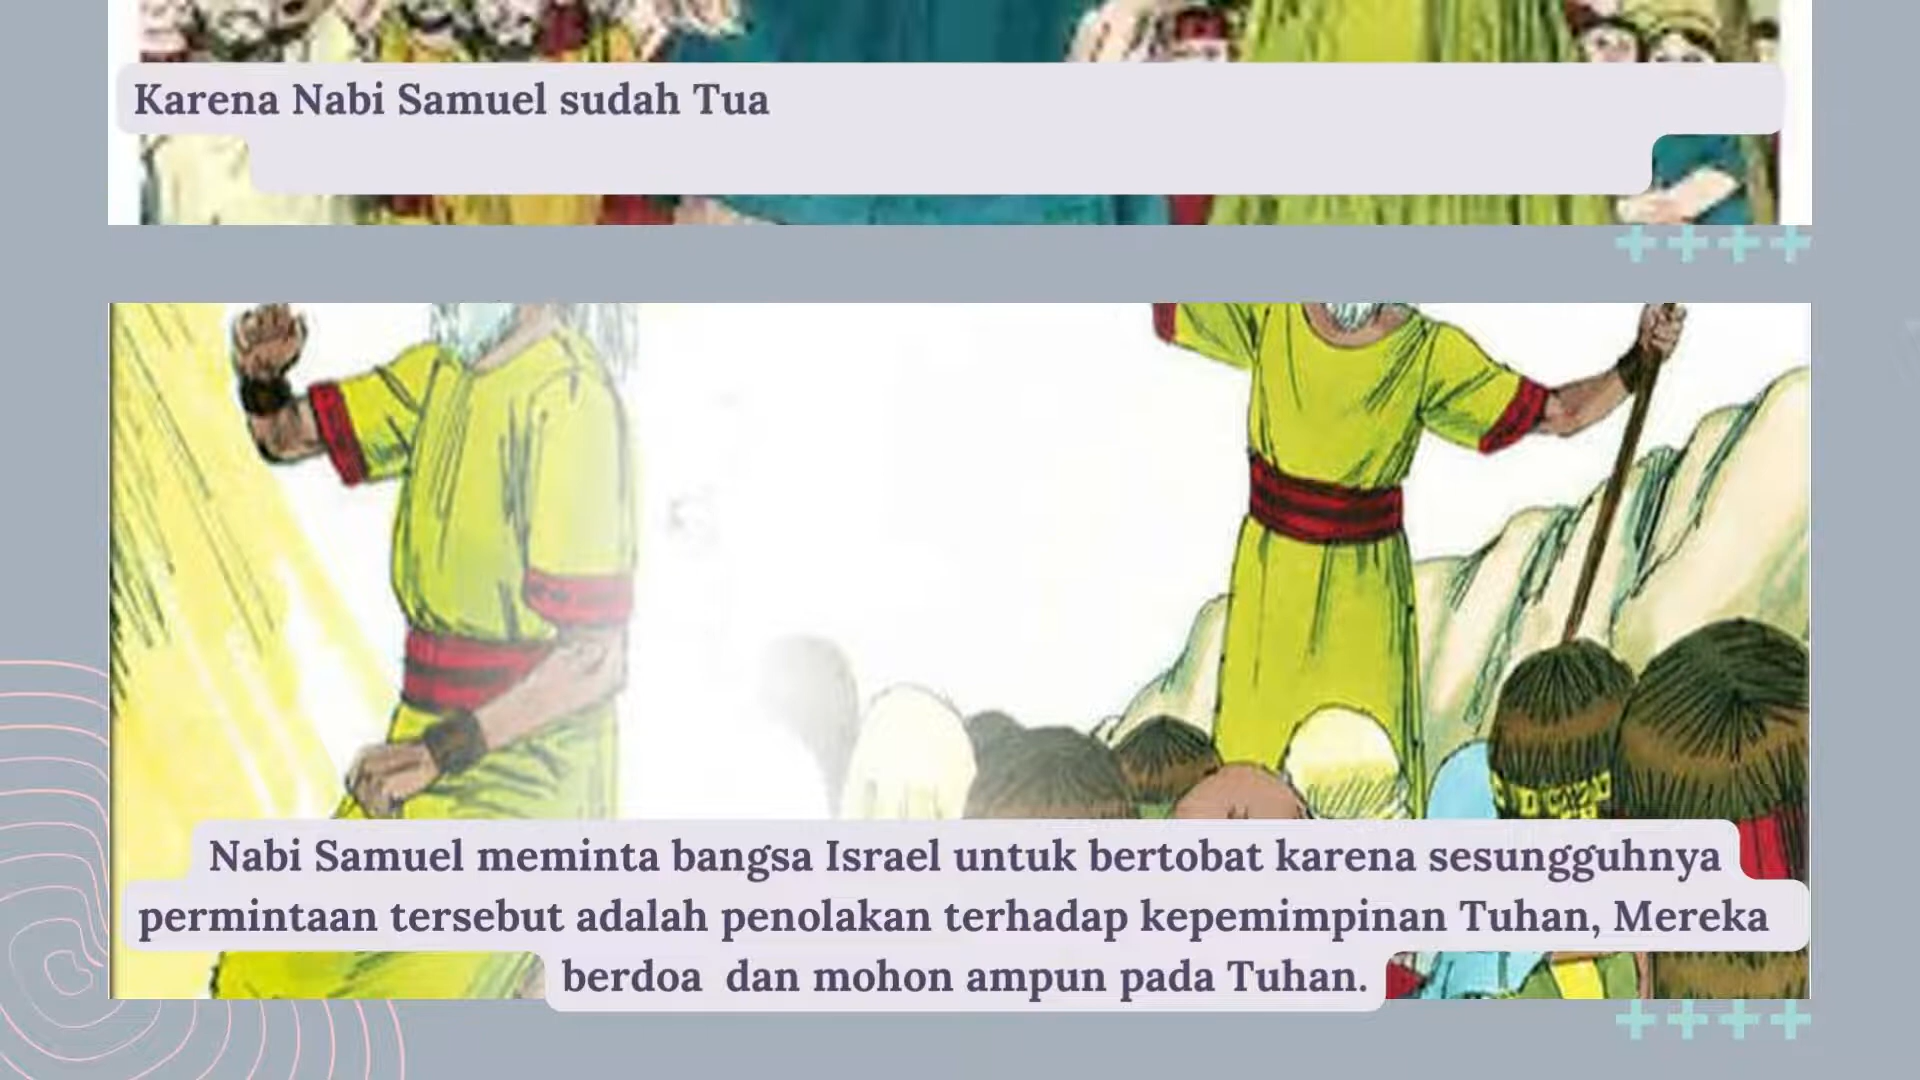 Karena Nabi Samuel sudah Tua
Nabi Samuel meminta bangsa Israel untuk bertobat karena sesungguhnya
permintaan tersebut adalah penolakan terhadap kepemimpinan Tuhan, Mereka
berdoa  dan mohon ampun pada Tuhan.